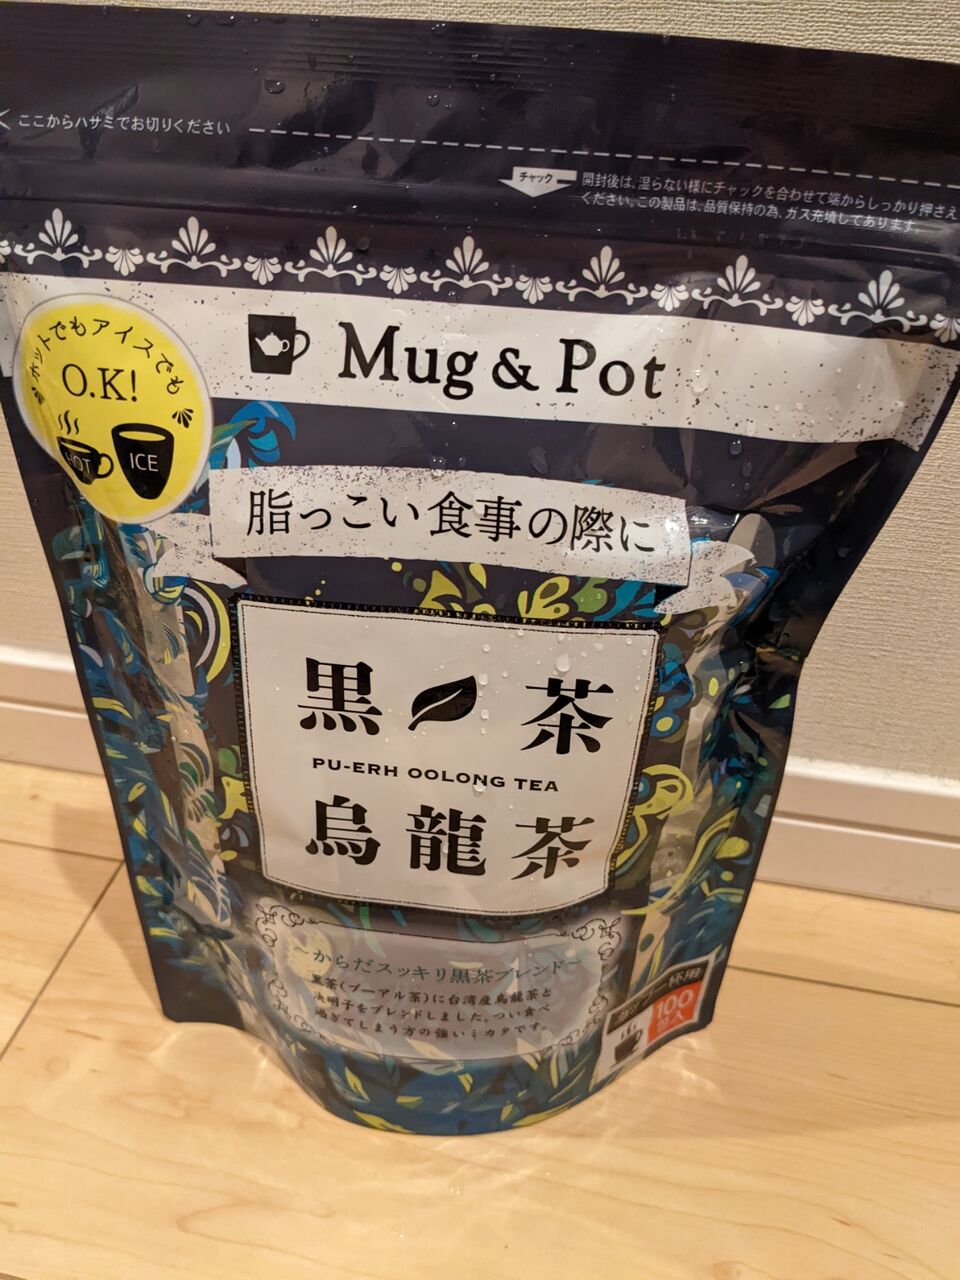 ここからハサミでお切りください
チャック
開封後は、湿らない様にチャックを合わせて端からしっかり押さえ
ください。この製品は、品質保持の為、ガス充填してあります。
ホットでもアイスでも
O.K!
HOT
ICE
Mug & Pot
脂っこい食事の際に
黒茶
PU-ERH OOLONG TEA
烏龍茶
~からだスッキリ黒茶ブレンド~
黒茶(プーアル茶)に台湾産烏龍茶と
決明子をブレンドしました。つい食べ
過ぎてしまう方の強いミカタです。
カップ一杯用
100
包入